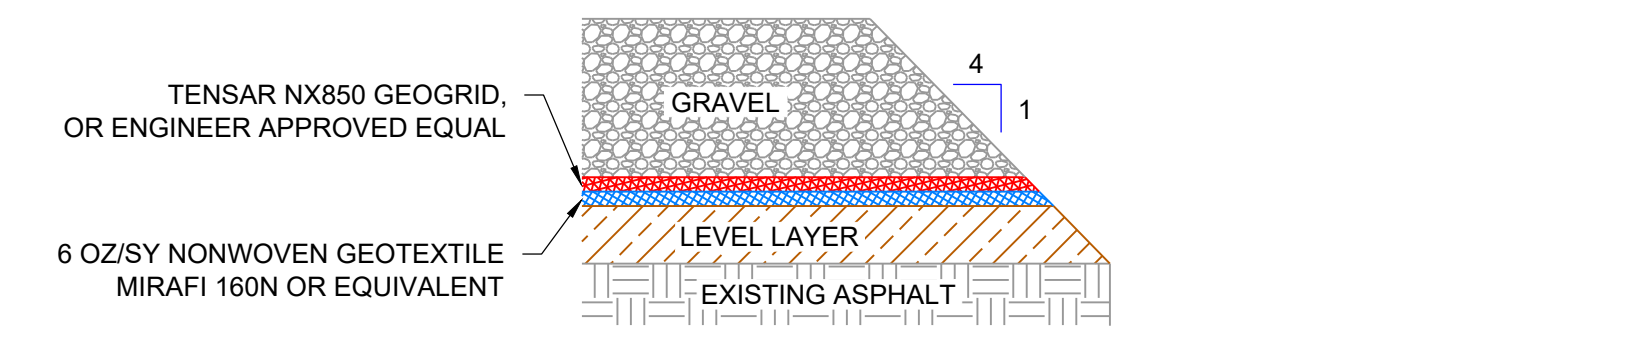 4
TENSAR NX850 GEOGRID,
OR ENGINEER APPROVED EQUAL
GRAVEL
1
LEVEL LAYER
6 OZ/SY NONWOVEN GEOTEXTILE
MIRAFI 160N OR EQUIVALENT
EXISTING ASPHALT